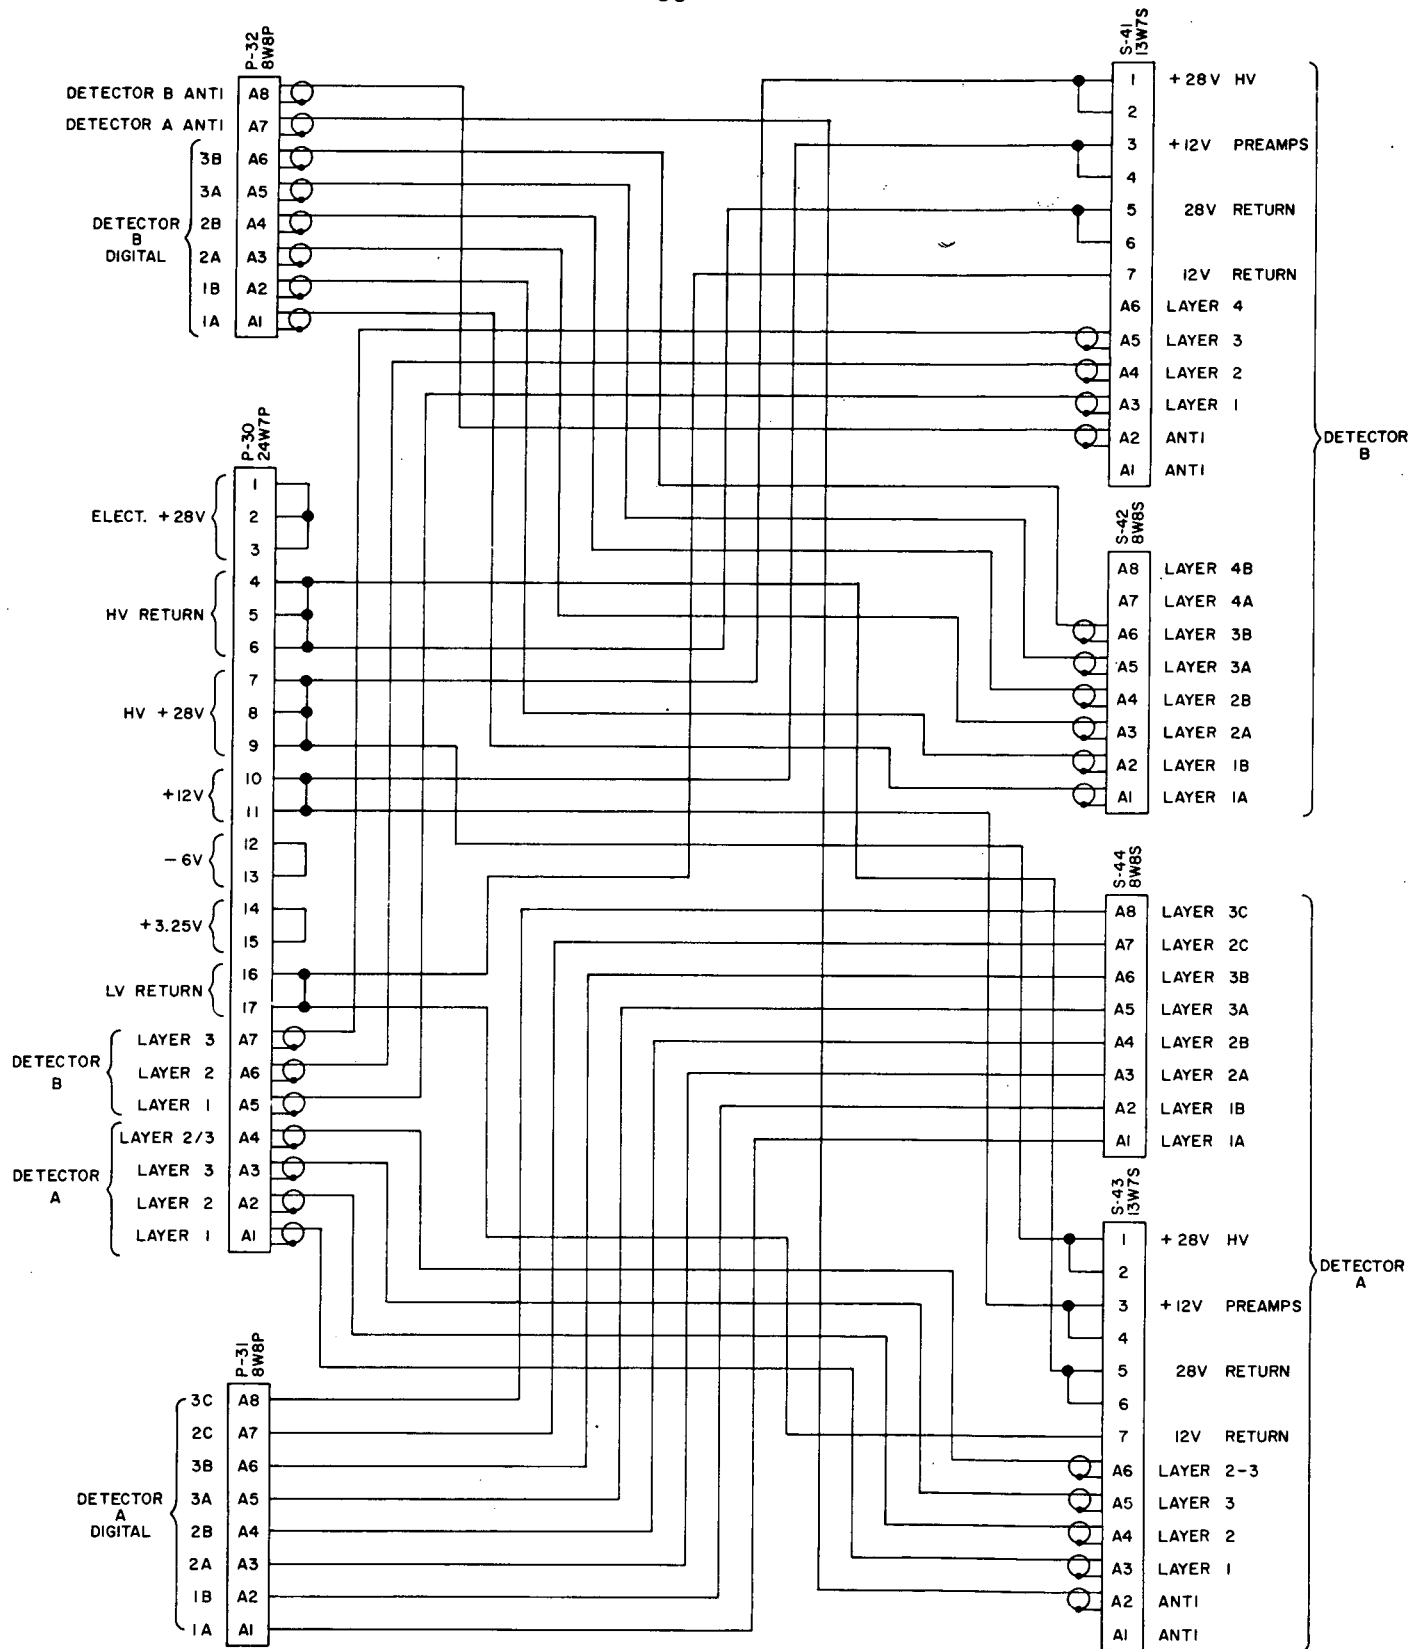 P-32
8W8P
DETECTOR B ANTI A8
DETECTOR A ANTI A7
3B A6
3A A5
2B A4
2A A3
1B A2
1A A1
DETECTOR
B
DIGITAL
P-30
24W7P
ELECT. +28V
1
2
3
HV RETURN
4
5
6
HV +28V
7
8
9
+12V
10
11
-6V
12
13
+3.25V
14
15
LV RETURN
16
17
DETECTOR
B
LAYER 3 A7
LAYER 2 A6
LAYER 1 A5
DETECTOR
A
LAYER 2/3 A4
LAYER 3 A3
LAYER 2 A2
LAYER 1 A1
P-31
8W8P
3C A8
2C A7
3B A6
3A A5
2B A4
2A A3
1B A2
1A A1
DETECTOR
A
DIGITAL
S-41
13W7S
1 +28V HV
2
3 +12V PREAMPS
4
5 28V RETURN
6
7 12V RETURN
A6 LAYER 4
A5 LAYER 3
A4 LAYER 2
A3 LAYER 1
A2 ANTI
A1 ANTI
DETECTOR
B
S-42
8W8S
A8 LAYER 4B
A7 LAYER 4A
A6 LAYER 3B
A5 LAYER 3A
A4 LAYER 2B
A3 LAYER 2A
A2 LAYER 1B
A1 LAYER 1A
S-44
8W8S
A8 LAYER 3C
A7 LAYER 2C
A6 LAYER 3B
A5 LAYER 3A
A4 LAYER 2B
A3 LAYER 2A
A2 LAYER 1B
A1 LAYER 1A
S-43
13W7S
1 +28V HV
2
3 +12V PREAMPS
4
5 28V RETURN
6
7 12V RETURN
A6 LAYER 2-3
A5 LAYER 3
A4 LAYER 2
A3 LAYER 1
A2 ANTI
A1 ANTI
DETECTOR
A